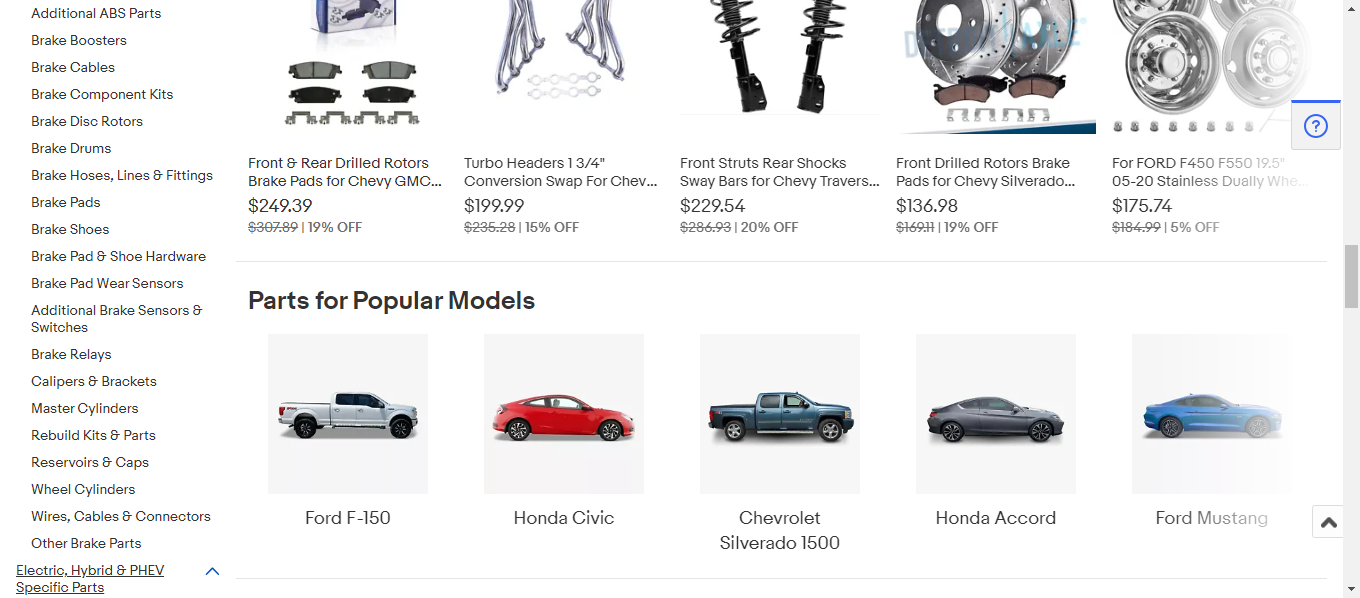 Additional ABS Parts
Brake Boosters
Brake Cables
Brake Component Kits
Brake Disc Rotors
Brake Drums
Brake Hoses, Lines & Fittings
Brake Pads
Brake Shoes
Brake Pad & Shoe Hardware
Brake Pad Wear Sensors
Additional Brake Sensors &
Switches
Brake Relays
Calipers & Brackets
Master Cylinders
Rebuild Kits & Parts
Reservoirs & Caps
Wheel Cylinders
Wires, Cables & Connectors
Other Brake Parts
Electric, Hybrid & PHEV
Specific Parts
Front & Rear Drilled Rotors
Brake Pads for Chevy GMC...
$249.39
$307.89 | 19% OFF
Turbo Headers 1 3/4"
Conversion Swap For Chev...
$199.99
$235.28 | 15% OFF
Front Struts Rear Shocks
Sway Bars for Chevy Travers...
$229.54
$286.93 | 20% OFF
Front Drilled Rotors Brake
Pads for Chevy Silverado...
$136.98
$169.11 | 19% OFF
For FORD F450 F550 19.5"
05-20 Stainless Dually Whe...
$175.74
$184.99 | 5% OFF
Parts for Popular Models
Ford F-150
Honda Civic
Chevrolet
Silverado 1500
Honda Accord
Ford Mustang